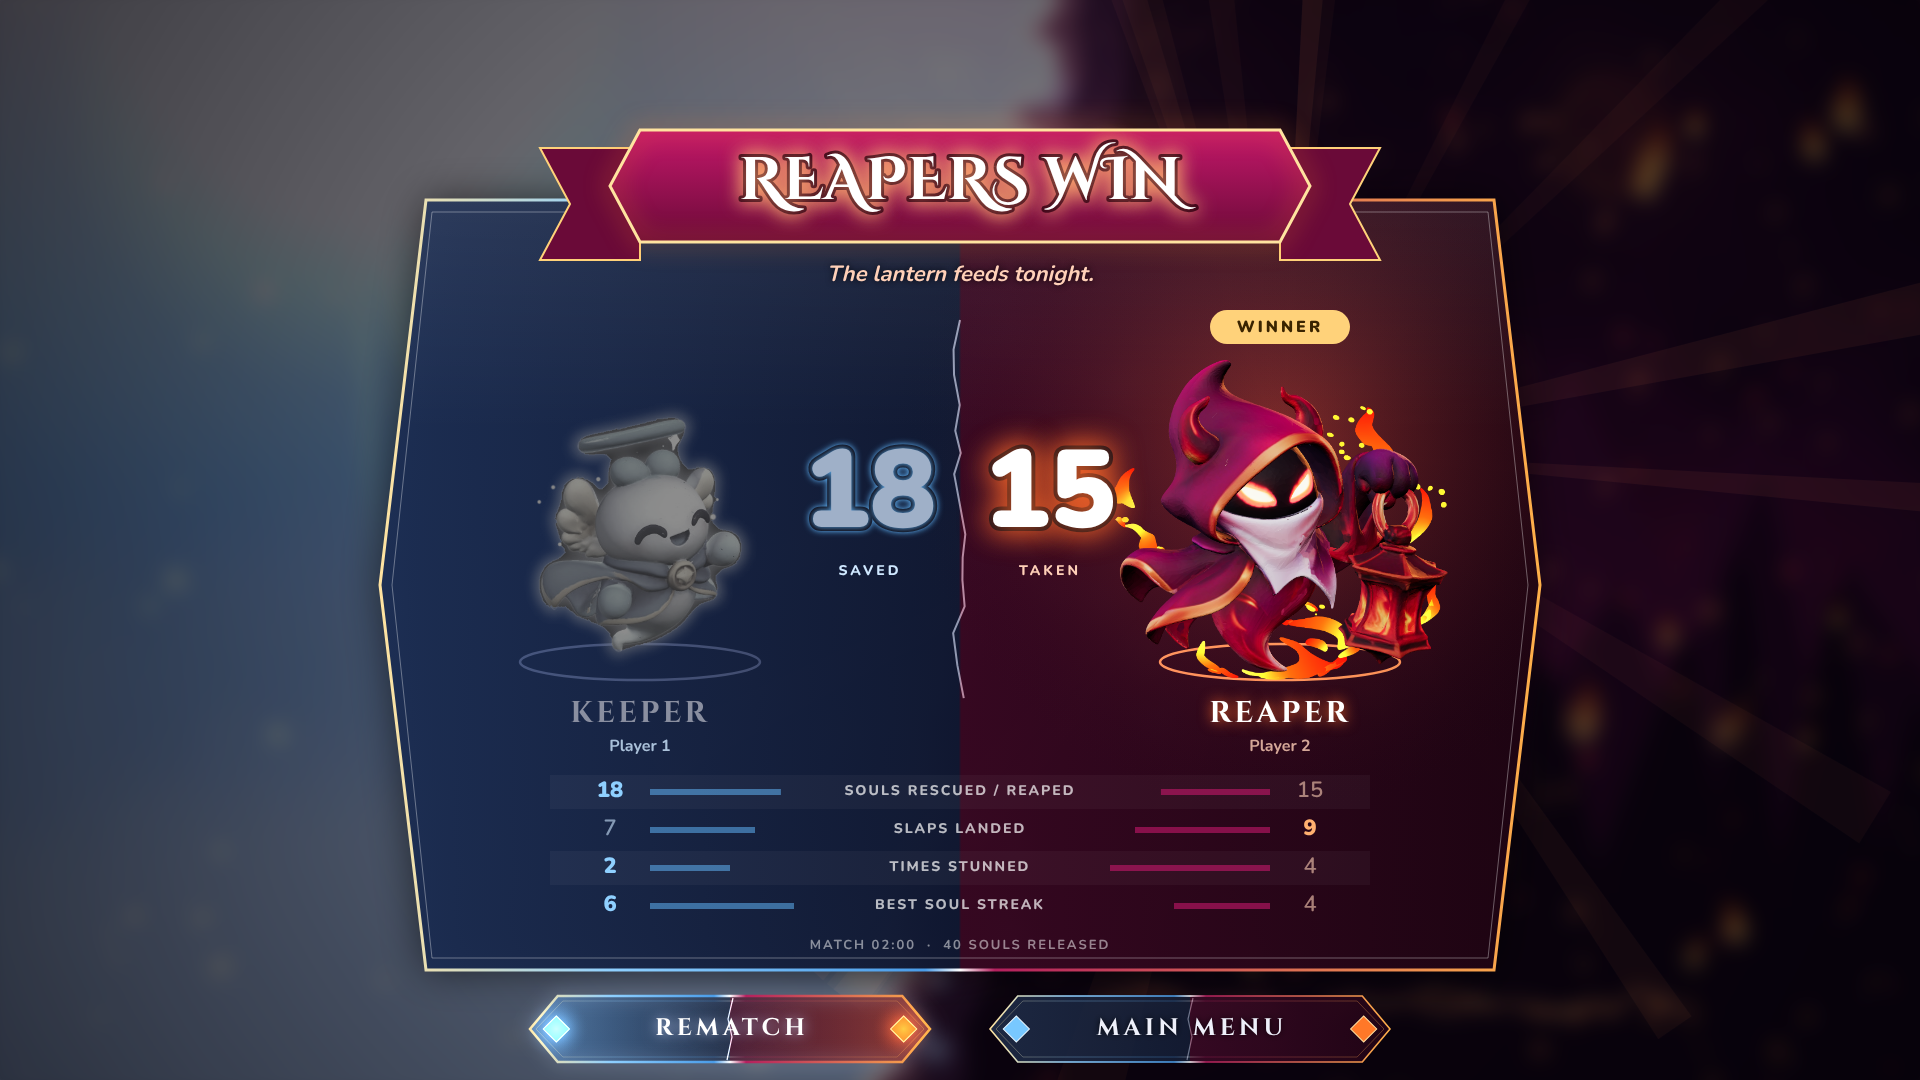 REAPERS WIN
The lantern feeds tonight.
WINNER
18 15
SAVED TAKEN
KEEPER REAPER
Player 1 Player 2
18 SOULS RESCUED / REAPED 15
7 SLAPS LANDED 9
2 TIMES STUNNED 4
6 BEST SOUL STREAK 4
MATCH 02:00 · 40 SOULS RELEASED
REMATCH MAIN MENU